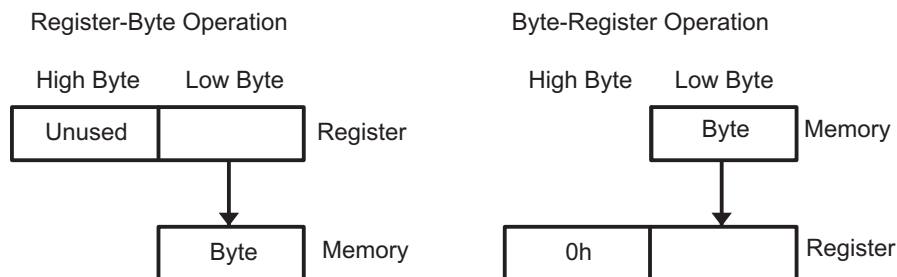 Register-Byte Operation
Byte-Register Operation
High Byte Low Byte
High Byte Low Byte
Unused
Register
Byte
Memory
Byte
Memory
0h
Register